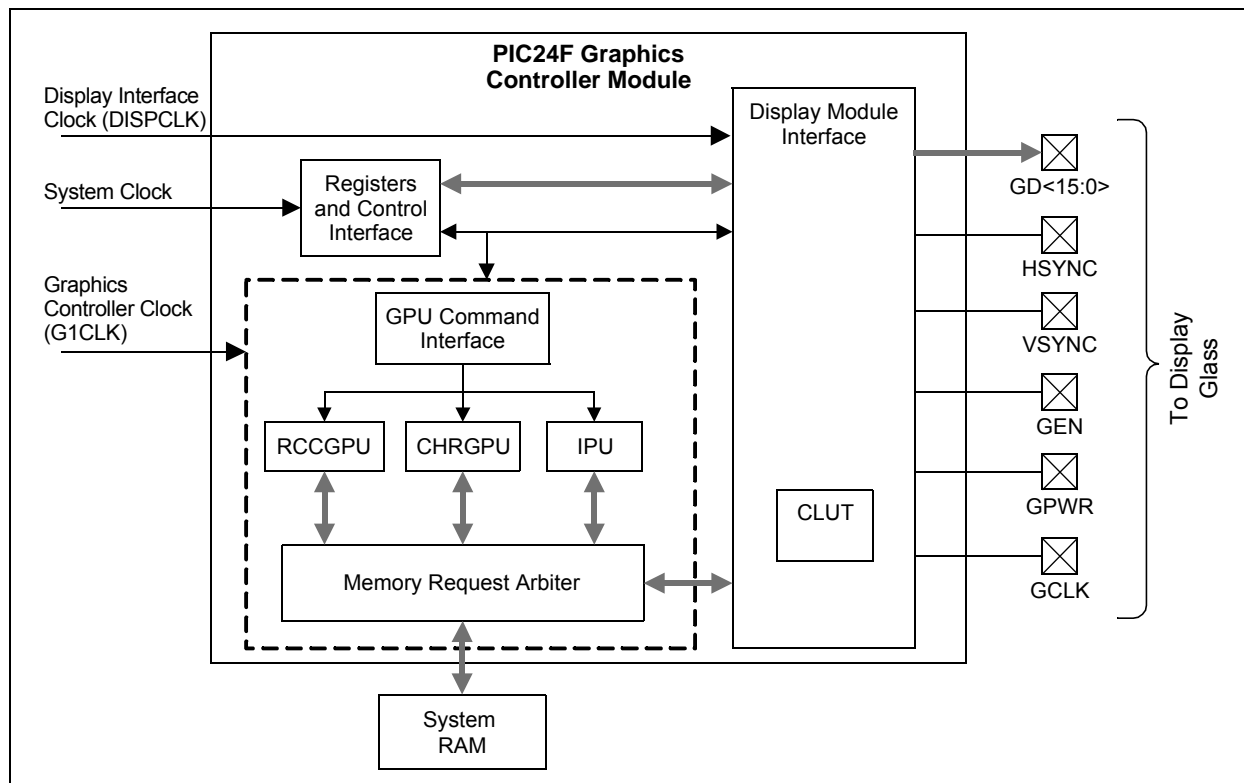 PIC24F Graphics
Controller Module
Display Interface
Clock (DISPCLK)
System Clock
Graphics
Controller Clock
(G1CLK)
Registers
and Control
Interface
GPU Command
Interface
RCCGPU
CHRGPU
IPU
Memory Request Arbiter
System
RAM
Display Module
Interface
CLUT
GD<15:0>
HSYNC
VSYNC
GEN
GPWR
GCLK
To Display
Glass